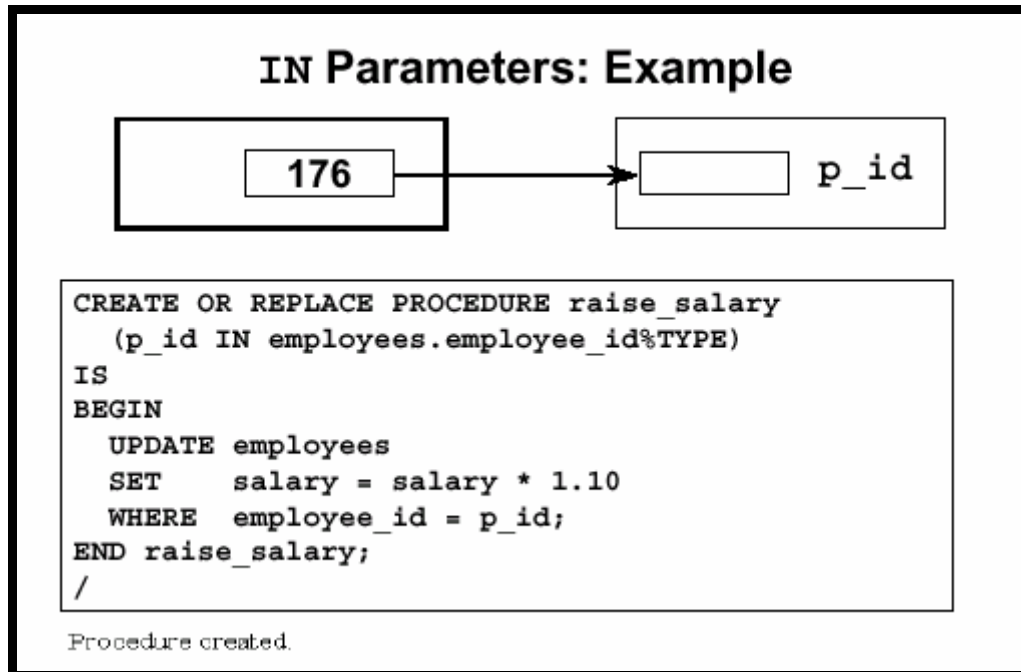 IN Parameters: Example
176
p_id
CREATE OR REPLACE PROCEDURE raise_salary
(p_id IN employees.employee_id%TYPE)
IS
BEGIN
UPDATE employees
SET salary = salary * 1.10
WHERE employee_id = p_id;
END raise_salary;
/
Procedure created.